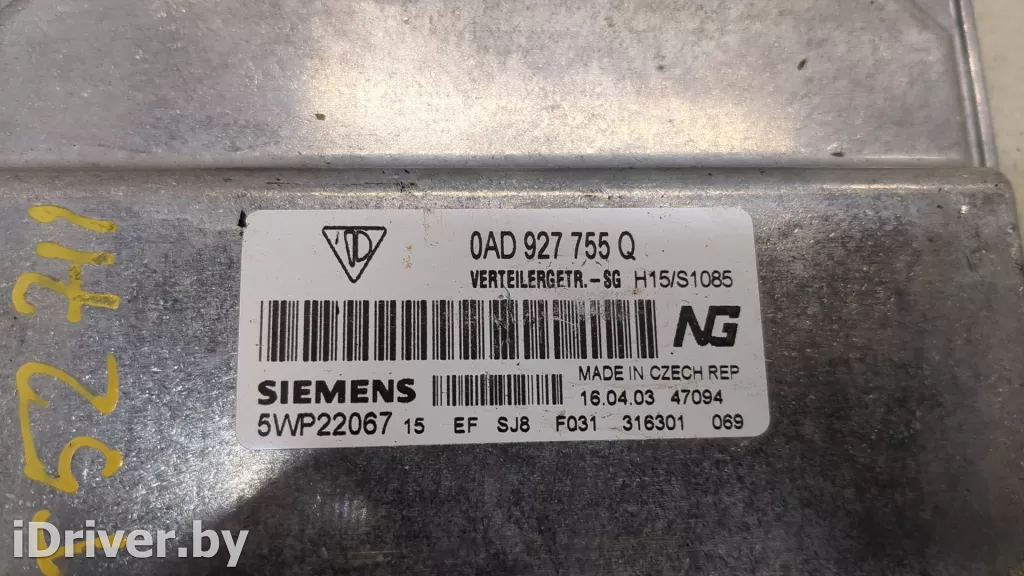 0AD 927 755 Q
VERTEILERGETR.-SG H15/S1085
NG
SIEMENS
MADE IN CZECH REP
16.04.03 47094
5WP22067 15 EF SJ8 F031 316301 069
52711
iDriver.by